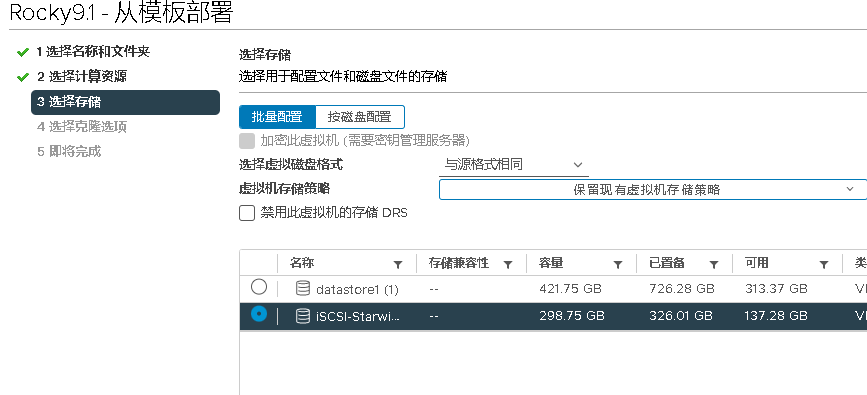 Rocky9.1 - 从模板部署
1 选择名称和文件夹
2 选择计算资源
3 选择存储
4 选择克隆选项
5 即将完成
选择存储
选择用于配置文件和磁盘文件的存储
批量配置 按磁盘配置
加密此虚拟机 (需要密钥管理服务器)
选择虚拟磁盘格式 与源格式相同
虚拟机存储策略 保留现有虚拟机存储策略
禁用此虚拟机的存储 DRS
名称 存储兼容性 容量 已置备 可用 类
datastore1 (1) -- 421.75 GB 726.28 GB 313.37 GB
iSCSI-Starwi... -- 298.75 GB 326.01 GB 137.28 GB